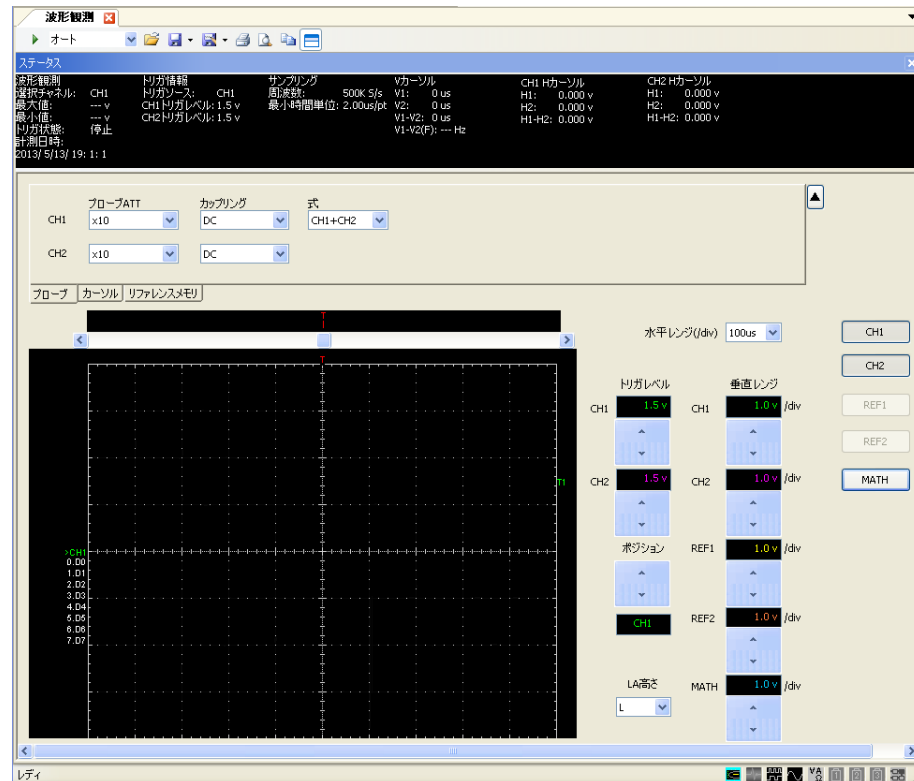 波形観測
オート
ステータス
波形観測 トリガ情報 サンプリング Vカーソル CH1 Hカーソル CH2 Hカーソル
選択チャネル: CH1 トリガソース: CH1 周波数: 500K S/s V1: 0 us H1: 0.000 v H1: 0.000 v
最大値: --- v CH1トリガレベル: 1.5 v 最小時間単位: 2.00us/pt V2: 0 us H2: 0.000 v H2: 0.000 v
最小値: --- v CH2トリガレベル: 1.5 v V1-V2: 0 us H1-H2: 0.000 v H1-H2: 0.000 v
トリガ状態: 停止 V1-V2(F): --- Hz
計測日時:
2013/ 5/13/ 19: 1: 1
プローブATT カップリング 式
CH1 x10 DC CH1+CH2
CH2 x10 DC
プローブ カーソル リファレンスメモリ
T
水平レンジ(/div) 100us CH1
T
CH2
トリガレベル 垂直レンジ
CH1 1.5 v CH1 1.0 v /div REF1
REF2
T1 CH2 1.5 v CH2 1.0 v /div MATH
>CH1
0.D0
1.D1
2.D2
3.D3
4.D4
5.D5
6.D6
7.D7
ポジション REF1 1.0 v /div
CH1 REF2 1.0 v /div
LA高さ MATH 1.0 v /div
L
レディ